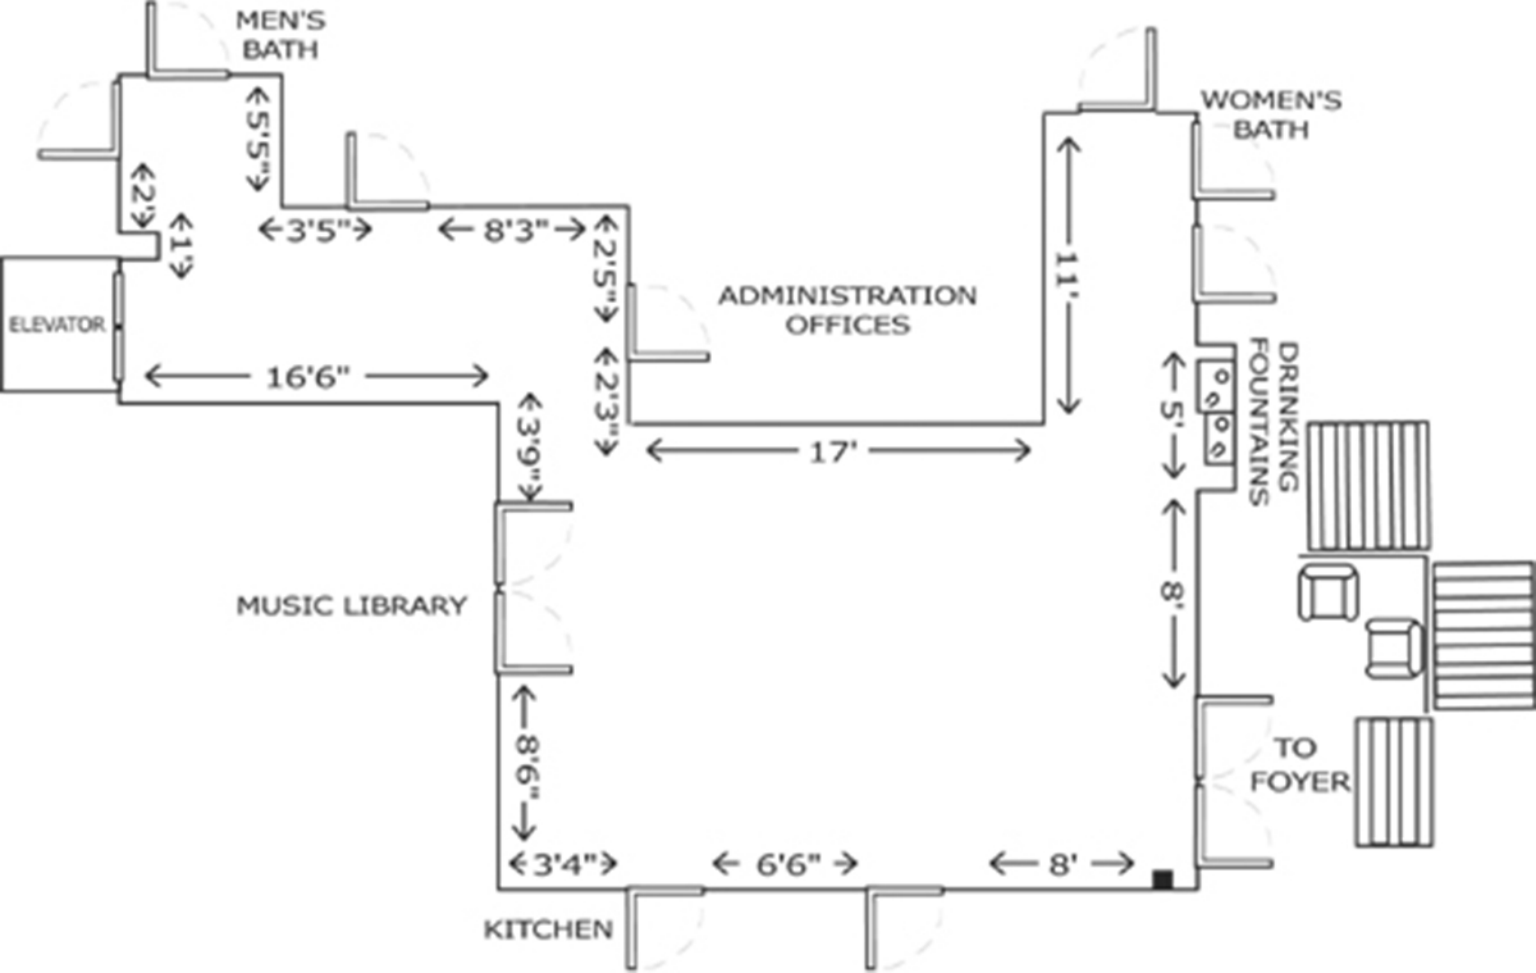 MEN'S
BATH
WOMEN'S
BATH
5'5"
2'
1'
3'5"
8'3"
2'5"
ADMINISTRATION
OFFICES
11'
ELEVATOR
16'6"
2'3"
3'9"
17'
5'
DRINKING
FOUNTAINS
MUSIC LIBRARY
8'
8'6"
TO
FOYER
3'4"
6'6"
8'
KITCHEN